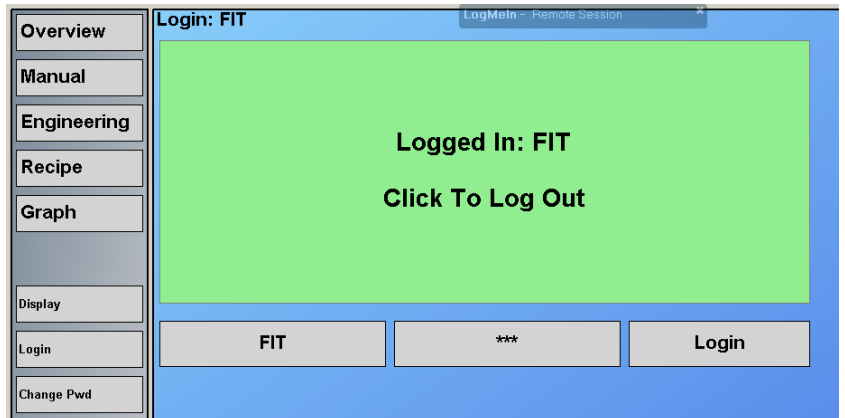 Overview
Manual
Engineering
Recipe
Graph
Display
Login
Change Pwd
Login: FIT
LogMeIn - Remote Session
Logged In: FIT
Click To Log Out
FIT
***
Login